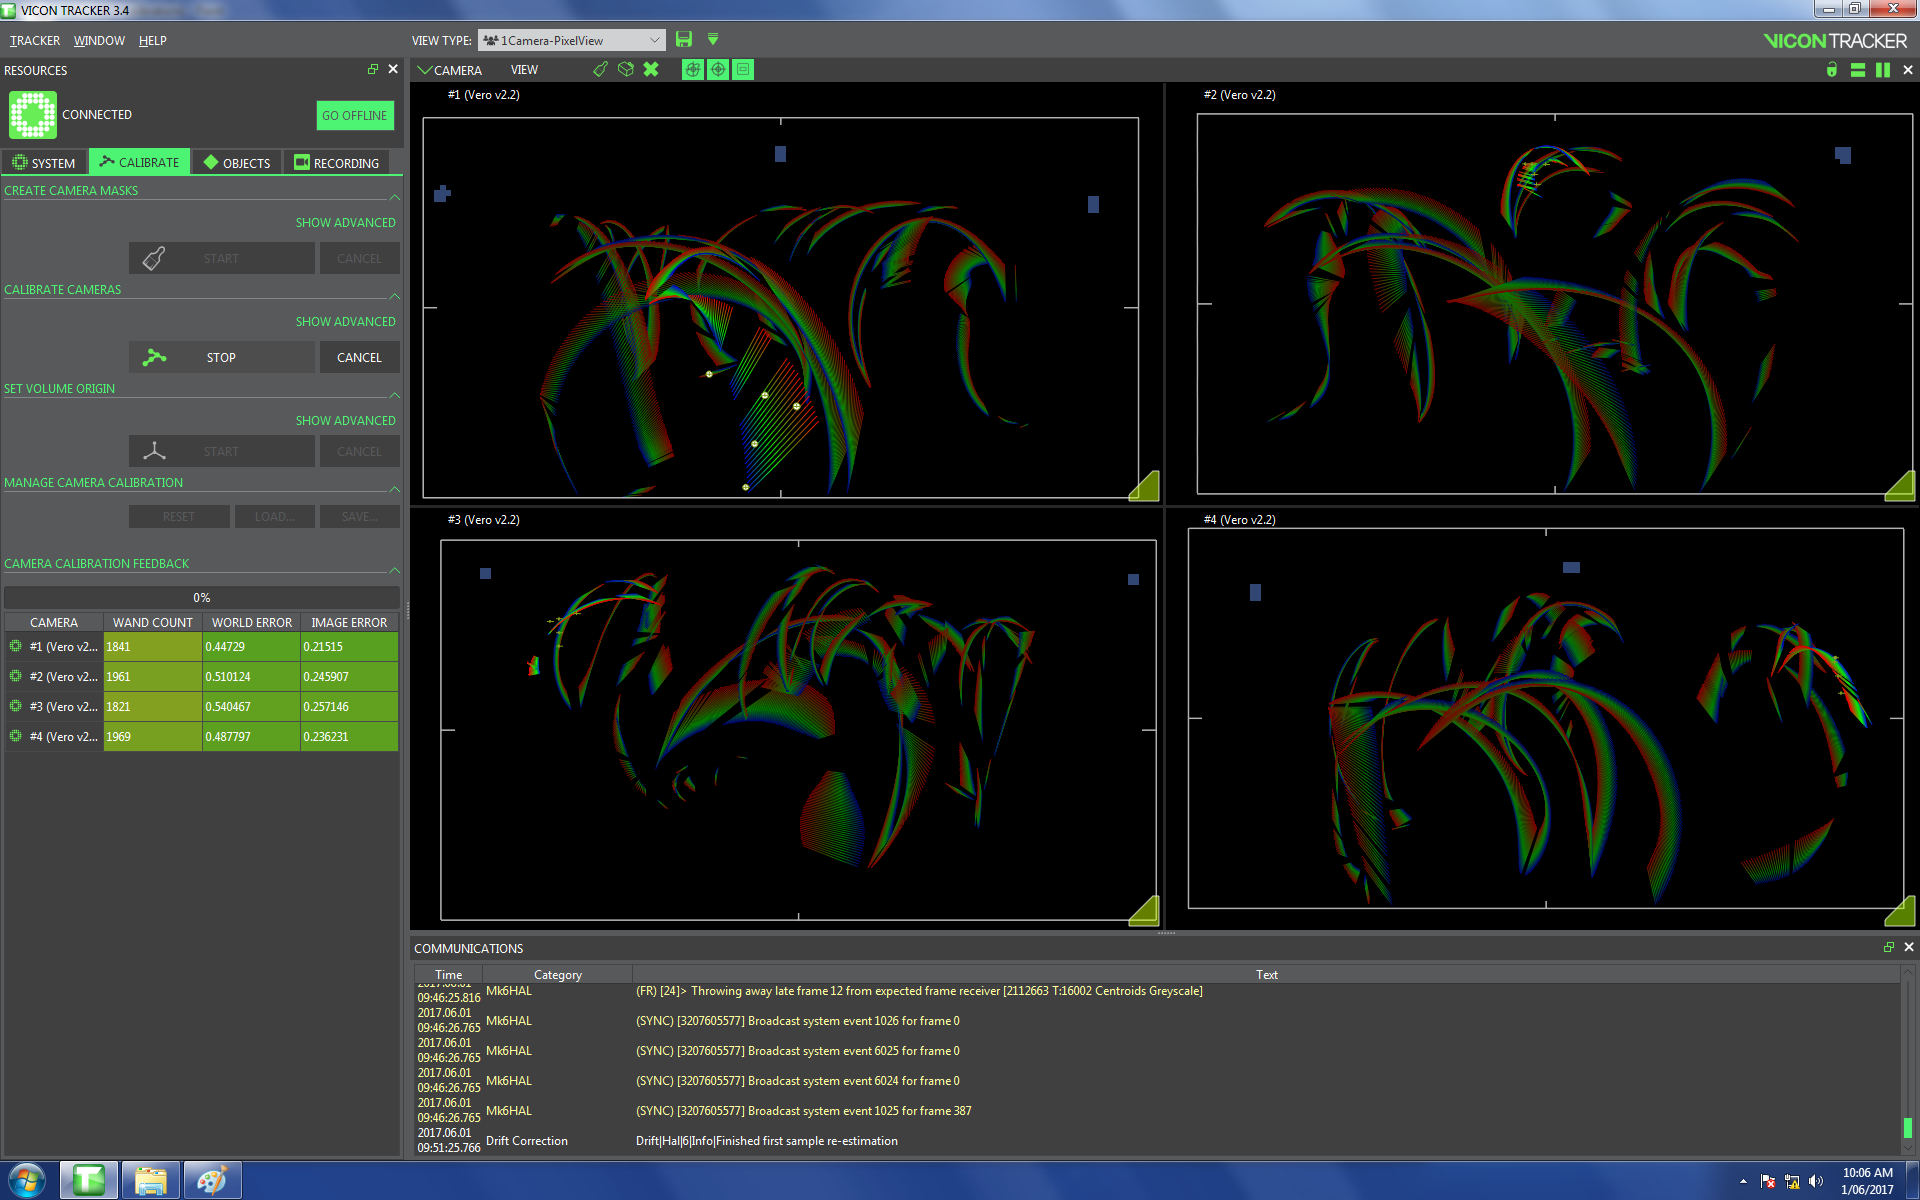 VICON TRACKER 3.4
TRACKER WINDOW HELP
VIEW TYPE: 1Camera-PixelView
VICON TRACKER
RESOURCES
CAMERA VIEW
CONNECTED
GO OFFLINE
SYSTEM CALIBRATE OBJECTS RECORDING
CREATE CAMERA MASKS
SHOW ADVANCED
START CANCEL
CALIBRATE CAMERAS
SHOW ADVANCED
STOP CANCEL
SET VOLUME ORIGIN
SHOW ADVANCED
START CANCEL
MANAGE CAMERA CALIBRATION
RESET LOAD... SAVE...
CAMERA CALIBRATION FEEDBACK
0%
CAMERA WAND COUNT WORLD ERROR IMAGE ERROR
#1 (Vero v2... 1841 0.44729 0.21515
#2 (Vero v2... 1961 0.510124 0.245907
#3 (Vero v2... 1821 0.540467 0.257146
#4 (Vero v2... 1969 0.487797 0.236231
#1 (Vero v2.2)
#2 (Vero v2.2)
#3 (Vero v2.2)
#4 (Vero v2.2)
COMMUNICATIONS
Time Category Text
2017.06.01
09:46:25.816 Mk6HAL (FR) [24]> Throwing away late frame 12 from expected frame receiver [2112663 T:16002 Centroids Greyscale]
2017.06.01
09:46:26.765 Mk6HAL (SYNC) [3207605577] Broadcast system event 1026 for frame 0
2017.06.01
09:46:26.765 Mk6HAL (SYNC) [3207605577] Broadcast system event 6025 for frame 0
2017.06.01
09:46:26.765 Mk6HAL (SYNC) [3207605577] Broadcast system event 6024 for frame 0
2017.06.01
09:46:26.765 Mk6HAL (SYNC) [3207605577] Broadcast system event 1025 for frame 387
2017.06.01
09:51:25.766 Drift Correction Drift|Hal|6|Info|Finished first sample re-estimation
10:06 AM
1/06/2017